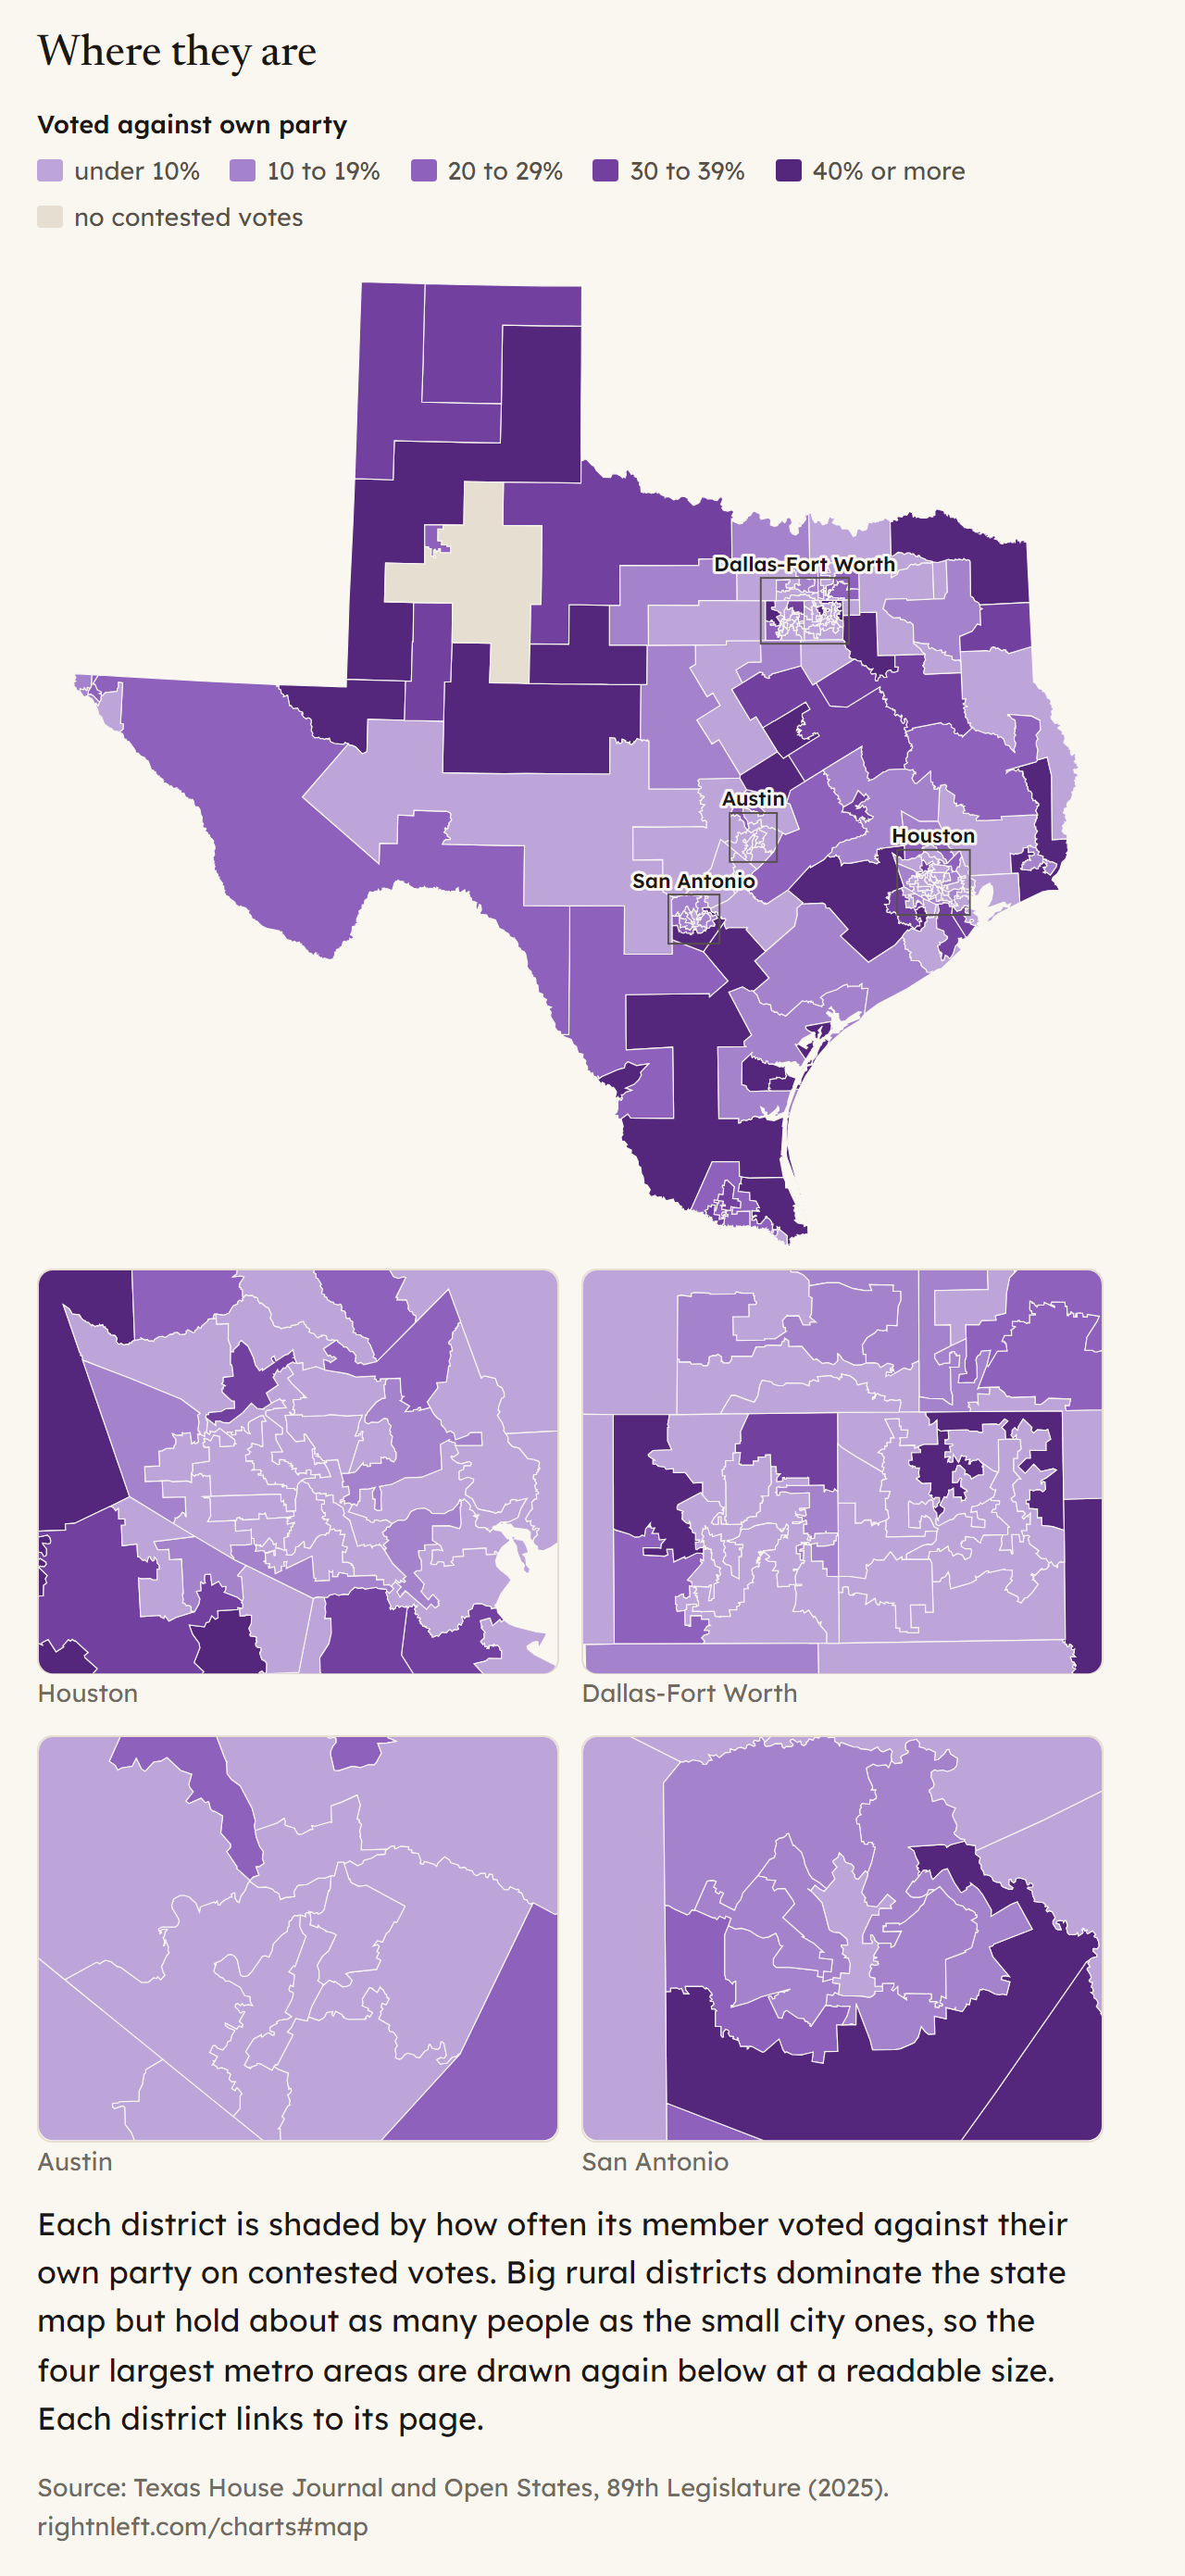 Where they are
Voted against own party
under 10%
10 to 19%
20 to 29%
30 to 39%
40% or more
no contested votes
Dallas-Fort Worth
Austin
Houston
San Antonio
Houston
Dallas-Fort Worth
Austin
San Antonio
Each district is shaded by how often its member voted against their
own party on contested votes. Big rural districts dominate the state
map but hold about as many people as the small city ones, so the
four largest metro areas are drawn again below at a readable size.
Each district links to its page.
Source: Texas House Journal and Open States, 89th Legislature (2025).
rightnleft.com/charts#map